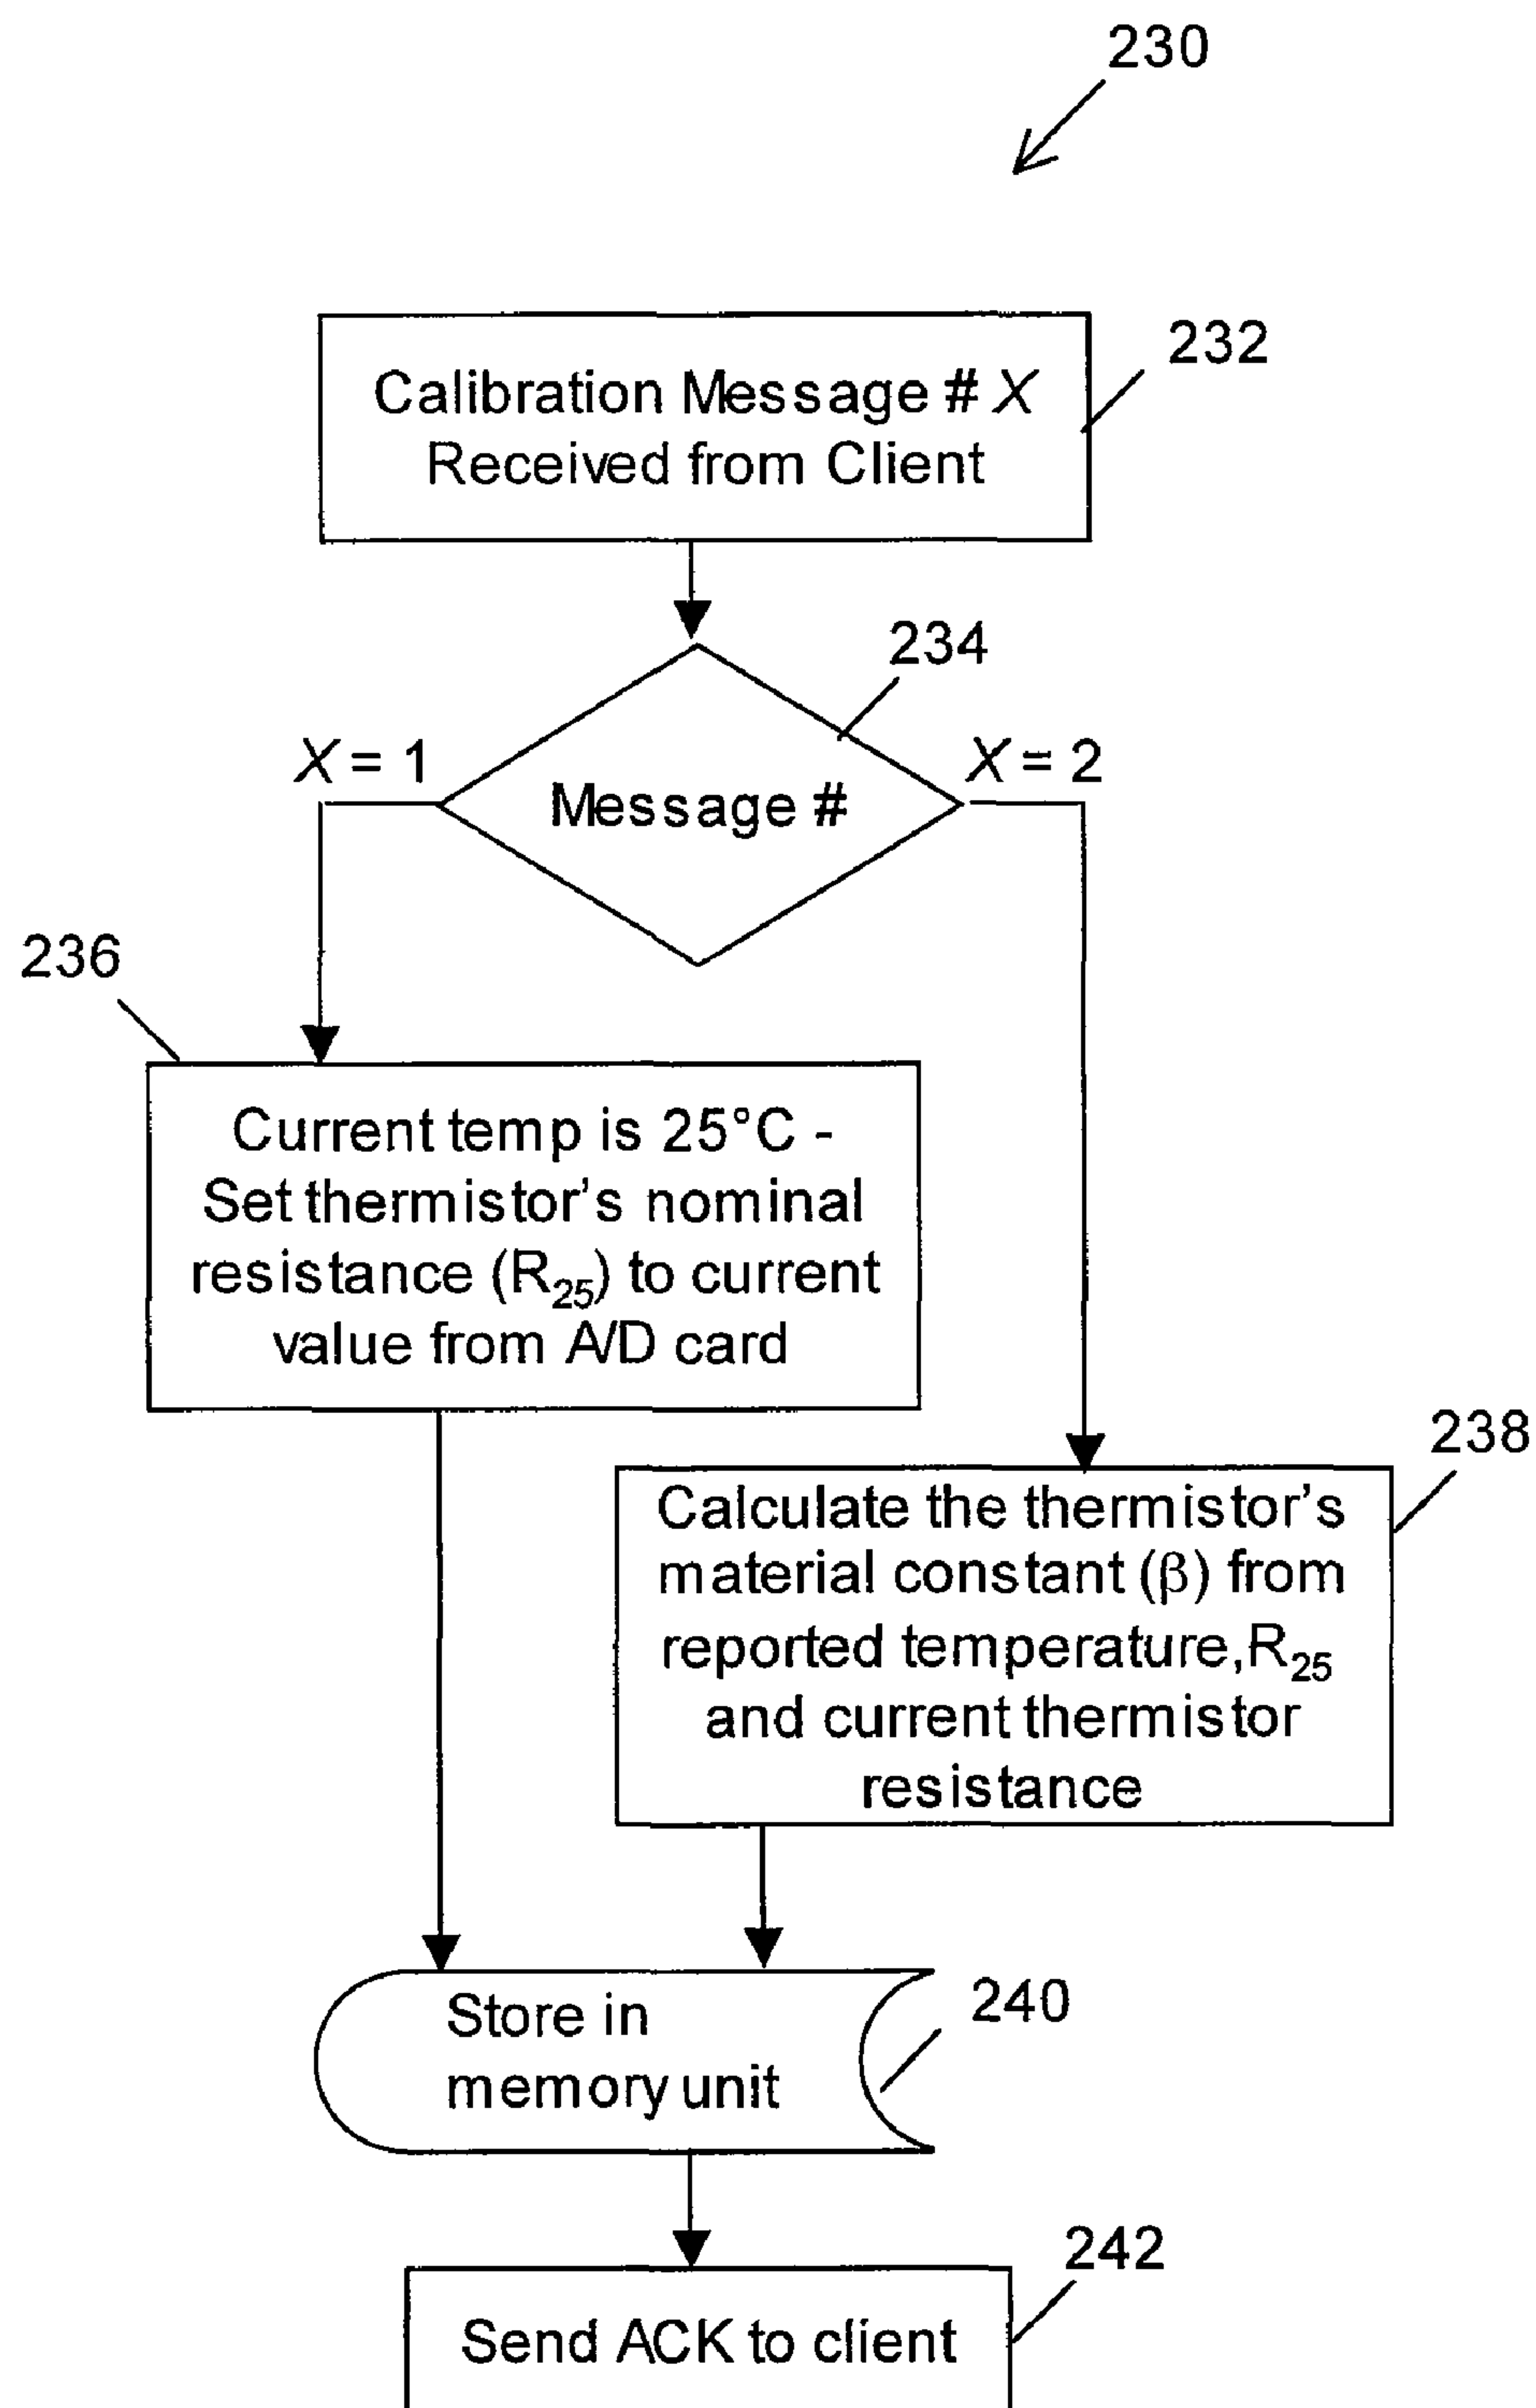 230
232
Calibration Message # X
Received from Client
234
X = 1
X = 2
Message #
236
Current temp is 25°C -
Set thermistor's nominal
resistance (R25) to current
value from A/D card
238
Calculate the thermistor's
material constant (β) from
reported temperature,R25
and current thermistor
resistance
240
Store in
memory unit
242
Send ACK to client